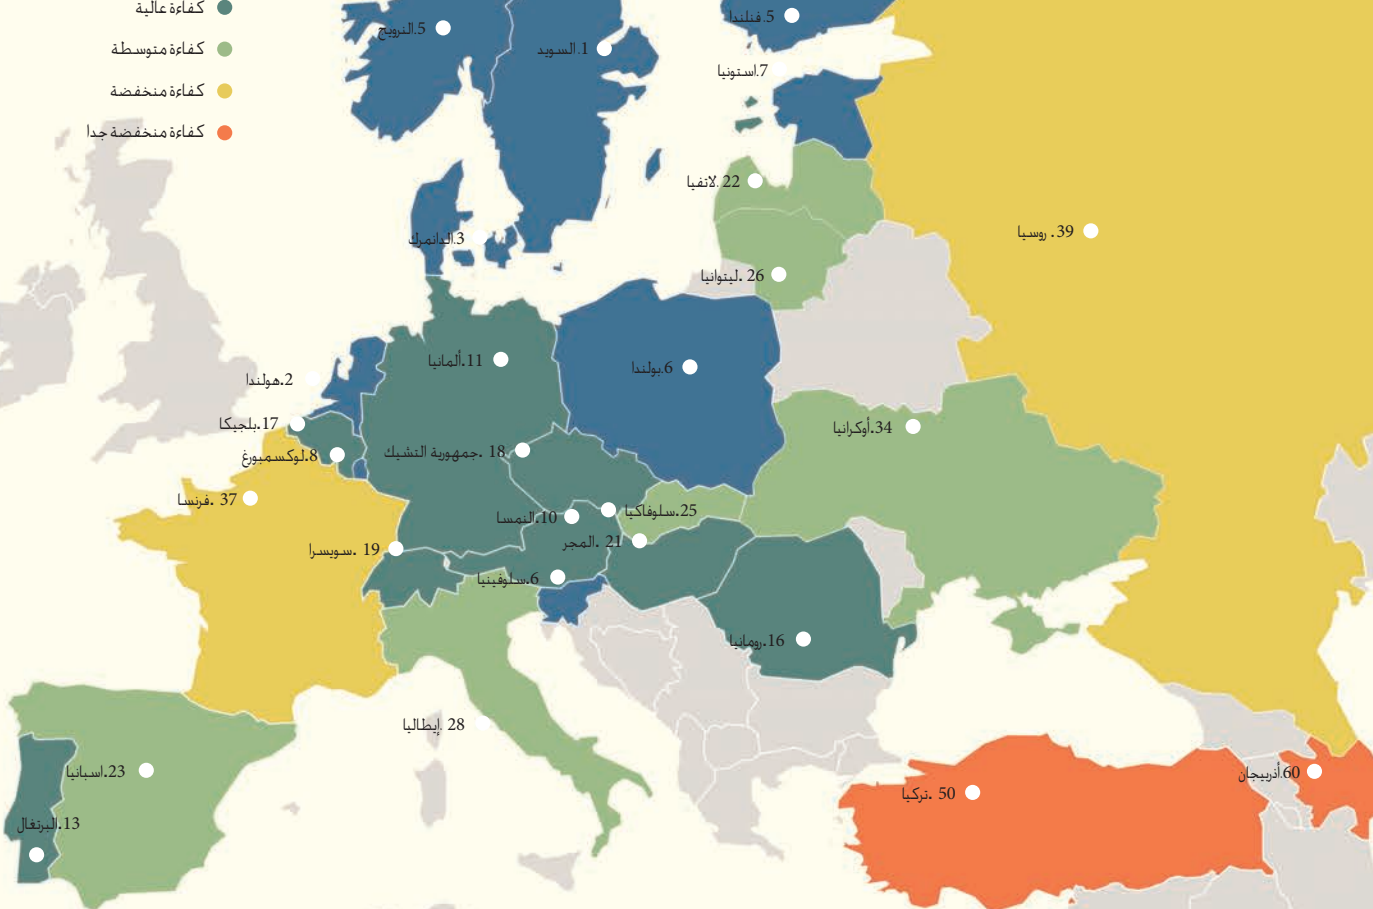 كفاءة عالية
كفاءة متوسطة
كفاءة منخفضة
كفاءة منخفضة جدا
5.النرويج
1.السويد
5.فنلندا
7.استونيا
22.لاتفيا
39. روسيا
3.الدانمرك
26 .ليتوانيا
11.ألمانيا
6.بولندا
2.هولندا
17.بلجيكا
34.أوكرانيا
8.لوكسمبورغ
18 .جمهورية التشيك
37 .فرنسا
10.النمسا
25.سلوفاكيا
19 .سويسرا
21 .المجر
6.سلوفينيا
16.رومانيا
28 .إيطاليا
23.اسبانيا
60.أذربيجان
50 .تركيا
13.البرتغال